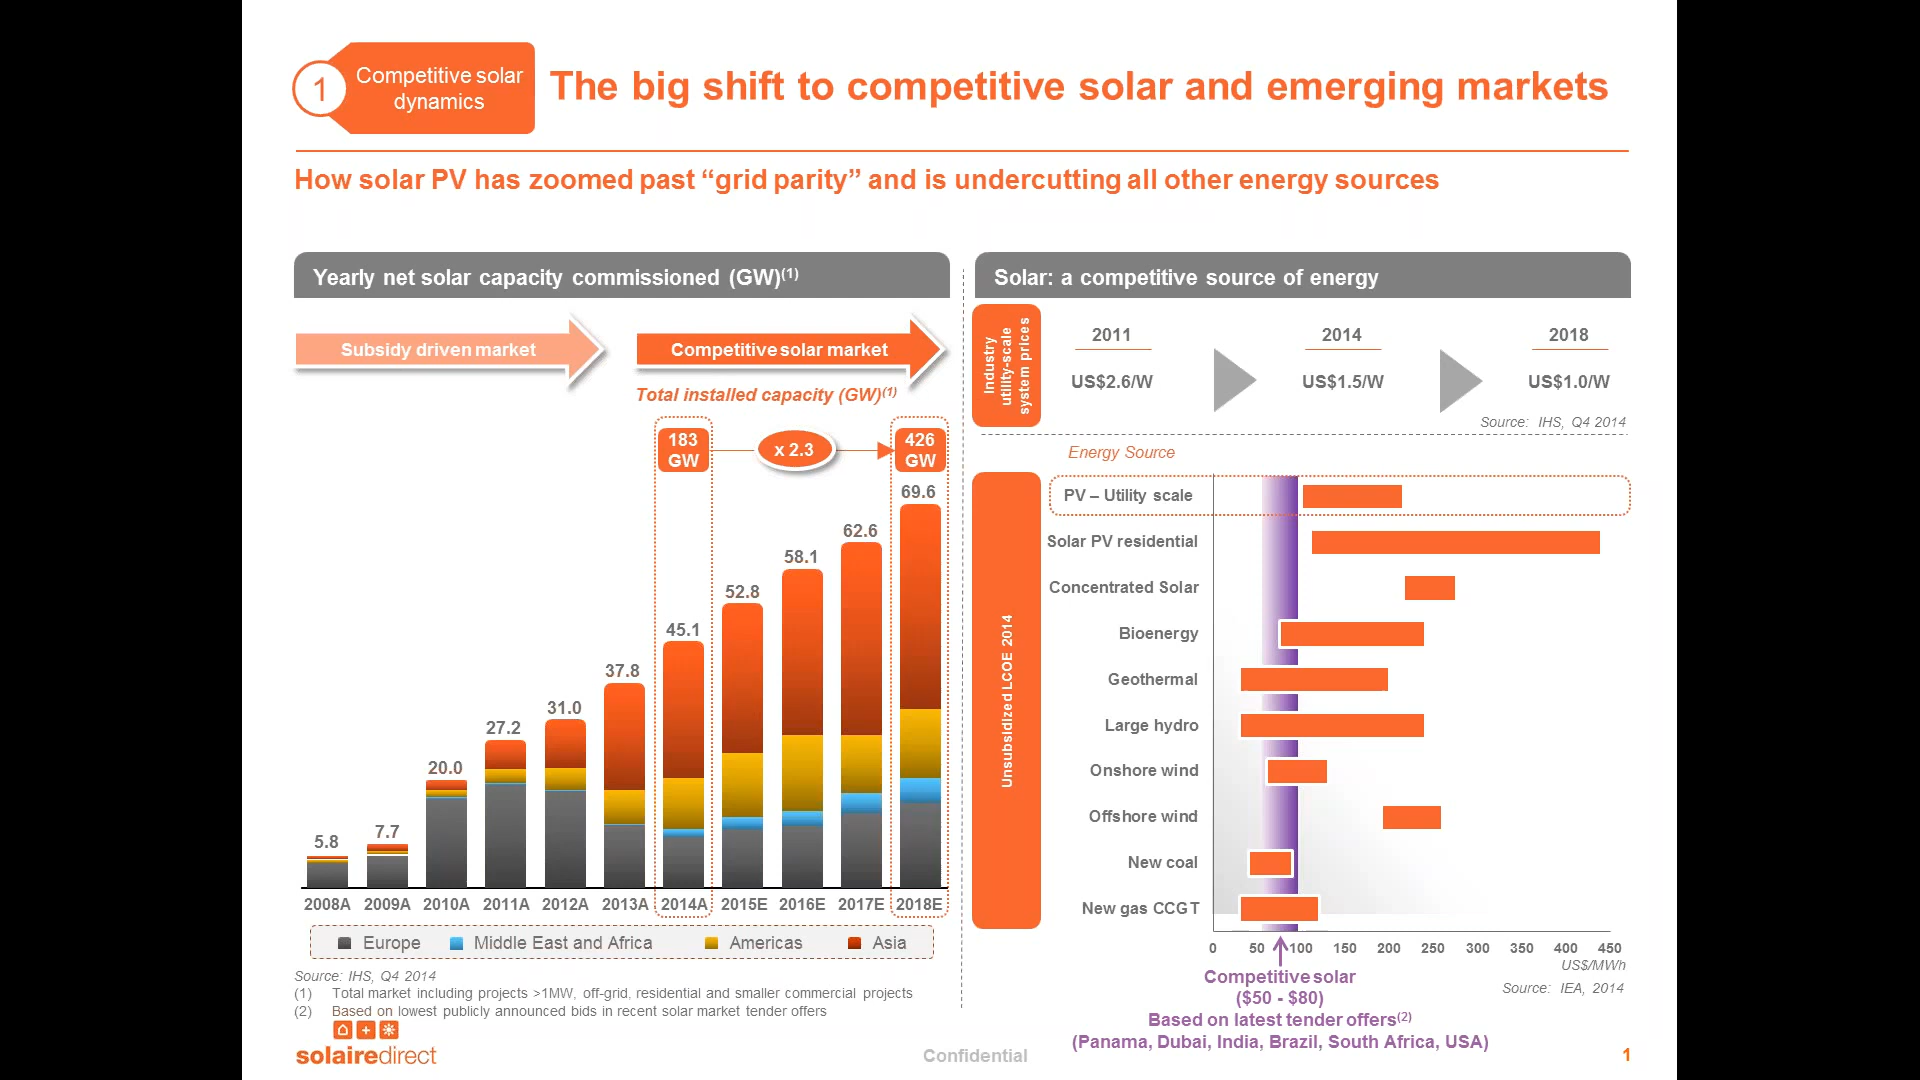 1
Competitive solar
dynamics
The big shift to competitive solar and emerging markets
How solar PV has zoomed past “grid parity” and is undercutting all other energy sources
Yearly net solar capacity commissioned (GW)(1)
Subsidy driven market
Competitive solar market
Total installed capacity (GW)(1)
183
GW
x 2.3
426
GW
5.8
7.7
20.0
27.2
31.0
37.8
45.1
52.8
58.1
62.6
69.6
2008A 2009A 2010A 2011A 2012A 2013A 2014A 2015E 2016E 2017E 2018E
Europe Middle East and Africa Americas Asia
Source: IHS, Q4 2014
(1) Total market including projects >1MW, off-grid, residential and smaller commercial projects
(2) Based on lowest publicly announced bids in recent solar market tender offers
Solar: a competitive source of energy
Industry
utility-scale
system prices
2011 2014 2018
US$2.6/W US$1.5/W US$1.0/W
Source: IHS, Q4 2014
Energy Source
Unsubsidized LCOE 2014
PV – Utility scale
Solar PV residential
Concentrated Solar
Bioenergy
Geothermal
Large hydro
Onshore wind
Offshore wind
New coal
New gas CCGT
0 50 100 150 200 250 300 350 400 450
US$/MWh
Source: IEA, 2014
Competitive solar
($50 - $80)
Based on latest tender offers(2)
(Panama, Dubai, India, Brazil, South Africa, USA)
solairedirect
Confidential
1